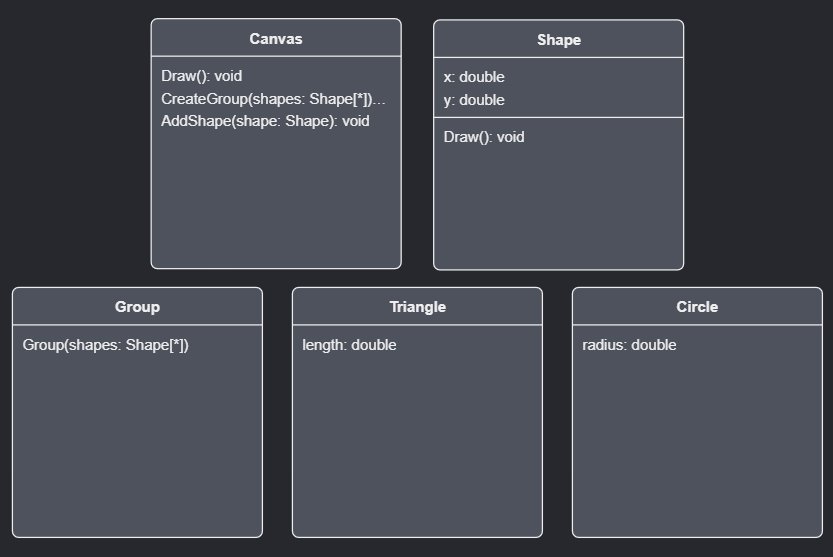 Canvas
Draw(): void
CreateGroup(shapes: Shape[*])...
AddShape(shape: Shape): void
Shape
x: double
y: double
Draw(): void
Group
Group(shapes: Shape[*])
Triangle
length: double
Circle
radius: double